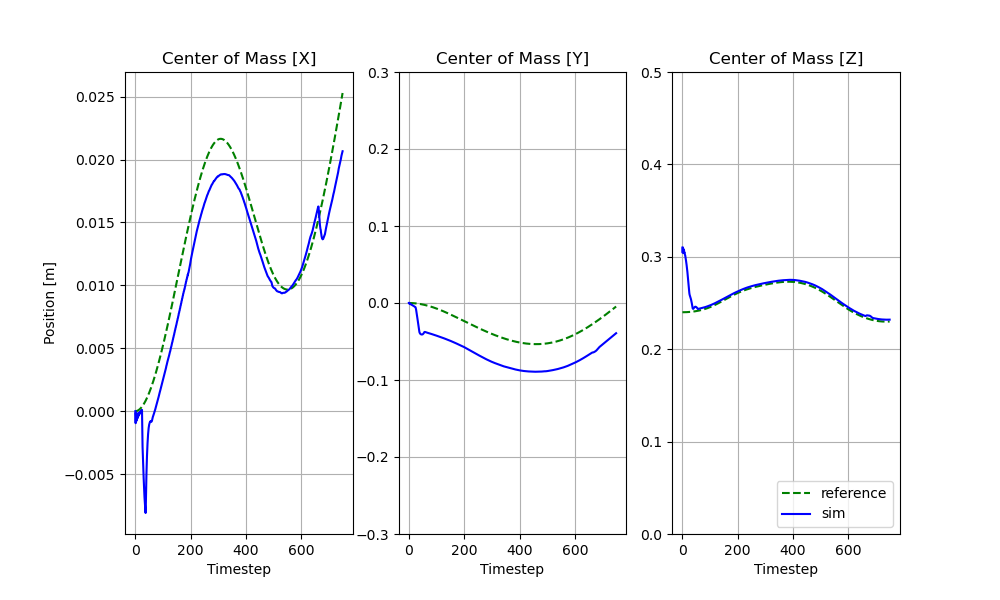 Center of Mass [X]
Center of Mass [Y]
Center of Mass [Z]
Position [m]
0.025
0.020
0.015
0.010
0.005
0.000
−0.005
0 200 400 600
Timestep
0.3
0.2
0.1
0.0
−0.1
−0.2
−0.3
0 200 400 600
Timestep
0.5
0.4
0.3
0.2
0.1
0.0
0 200 400 600
Timestep
reference
sim